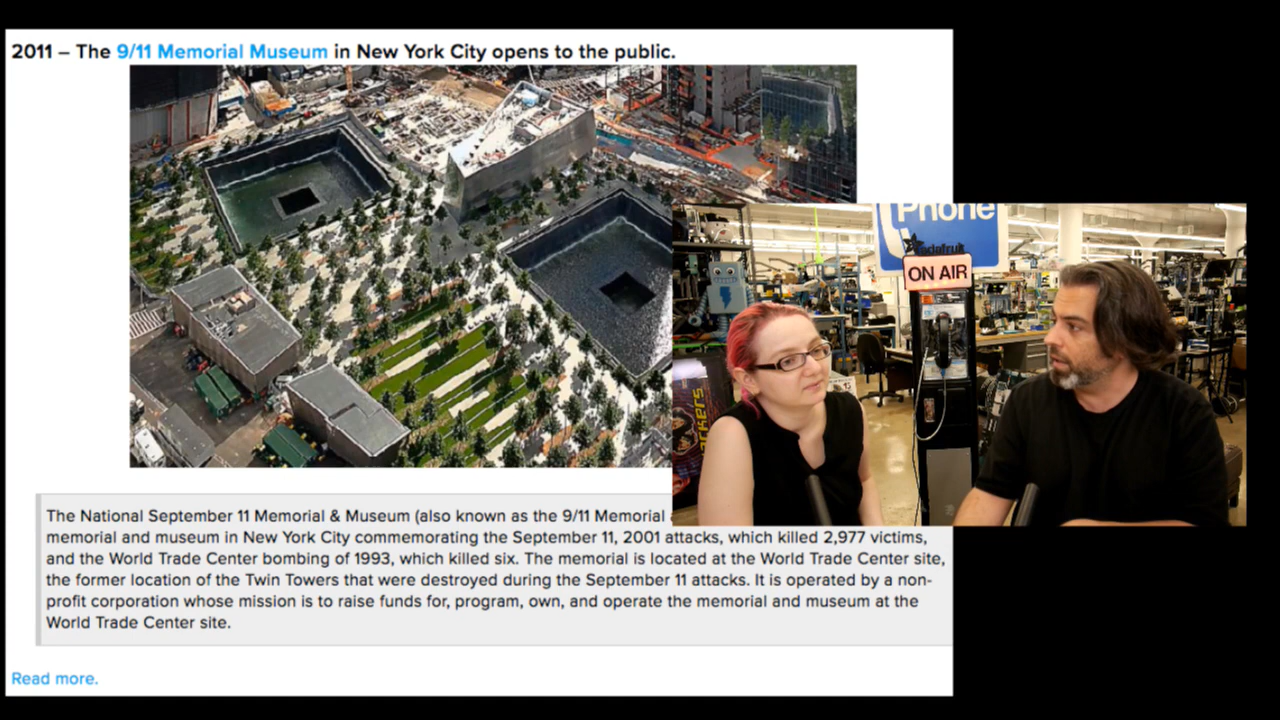 2011 – The 9/11 Memorial Museum in New York City opens to the public.
Phone
adafruit
ON AIR
The National September 11 Memorial & Museum (also known as the 9/11 Memorial
memorial and museum in New York City commemorating the September 11, 2001 attacks, which killed 2,977 victims,
and the World Trade Center bombing of 1993, which killed six. The memorial is located at the World Trade Center site,
the former location of the Twin Towers that were destroyed during the September 11 attacks. It is operated by a non-
profit corporation whose mission is to raise funds for, program, own, and operate the memorial and museum at the
World Trade Center site.
Read more.